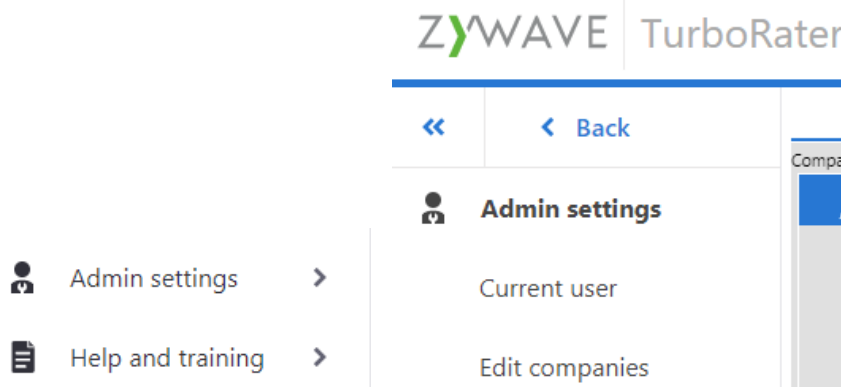 ZYWAVE TurboRater
Back
Admin settings
Current user
Edit companies
Admin settings
Help and training